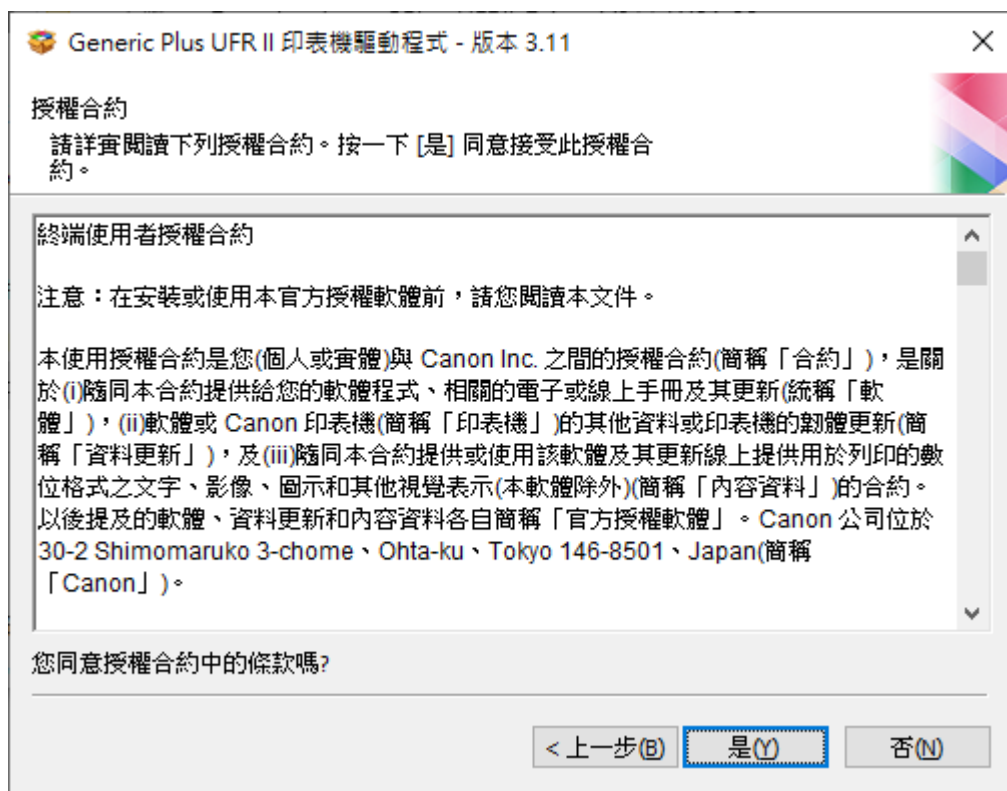 Generic Plus UFR II 印表機驅動程式 - 版本 3.11
授權合約
請詳實閱讀下列授權合約。按一下 [是] 同意接受此授權合
約。
終端使用者授權合約
注意：在安裝或使用本官方授權軟體前，請您閱讀本文件。
本使用授權合約是您(個人或實體)與 Canon Inc. 之間的授權合約(簡稱「合約」)，是關
於(i)隨同本合約提供給您的軟體程式、相關的電子或線上手冊及其更新(統稱「軟
體」)，(ii)軟體或 Canon 印表機(簡稱「印表機」)的其他資料或印表機的韌體更新(簡
稱「資料更新」)，及(iii)隨同本合約提供或使用該軟體及其更新線上提供用於列印的數
位格式之文字、影像、圖示和其他視覺表示(本軟體除外)(簡稱「內容資料」)的合約。
以後提及的軟體、資料更新和內容資料各自簡稱「官方授權軟體」。Canon 公司位於
30-2 Shimomaruko 3-chome、Ohta-ku、Tokyo 146-8501、Japan(簡稱
「Canon」)。
您同意授權合約中的條款嗎?
< 上一步(B)
是(Y)
否(N)